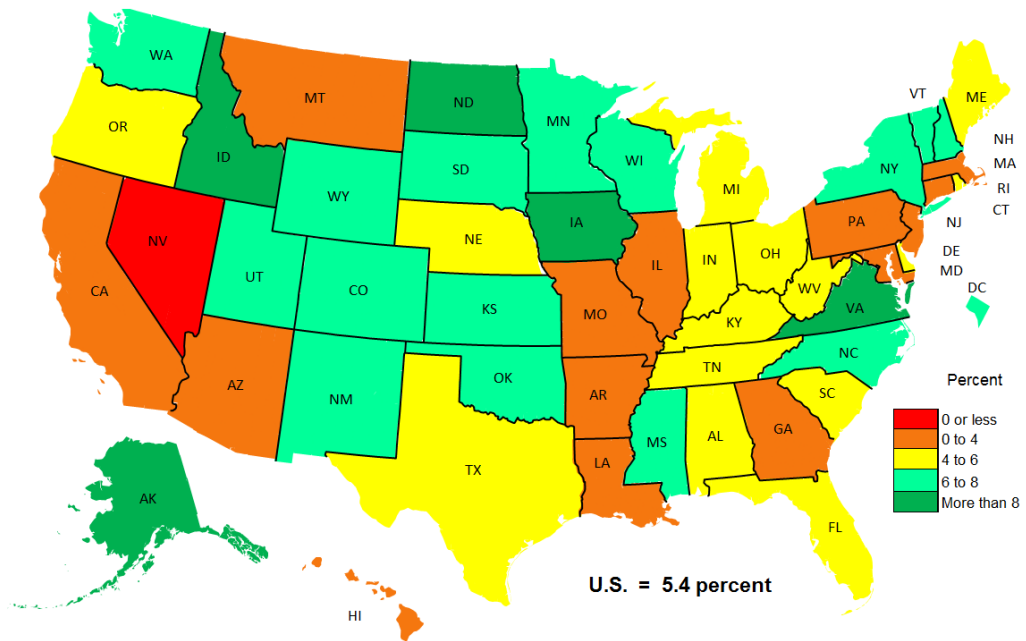 WA
MT
ND
MN
VT
ME
OR
ID
SD
WI
NY
NH
MA
RI
CT
WY
MI
NV
NE
IA
PA
NJ
UT
CO
IL
IN
OH
DE
MD
CA
KS
MO
WV
VA
DC
KY
NC
AZ
NM
OK
AR
TN
SC
MS
AL
GA
TX
LA
FL
AK
HI
Percent
0 or less
0 to 4
4 to 6
6 to 8
More than 8
U.S. = 5.4 percent